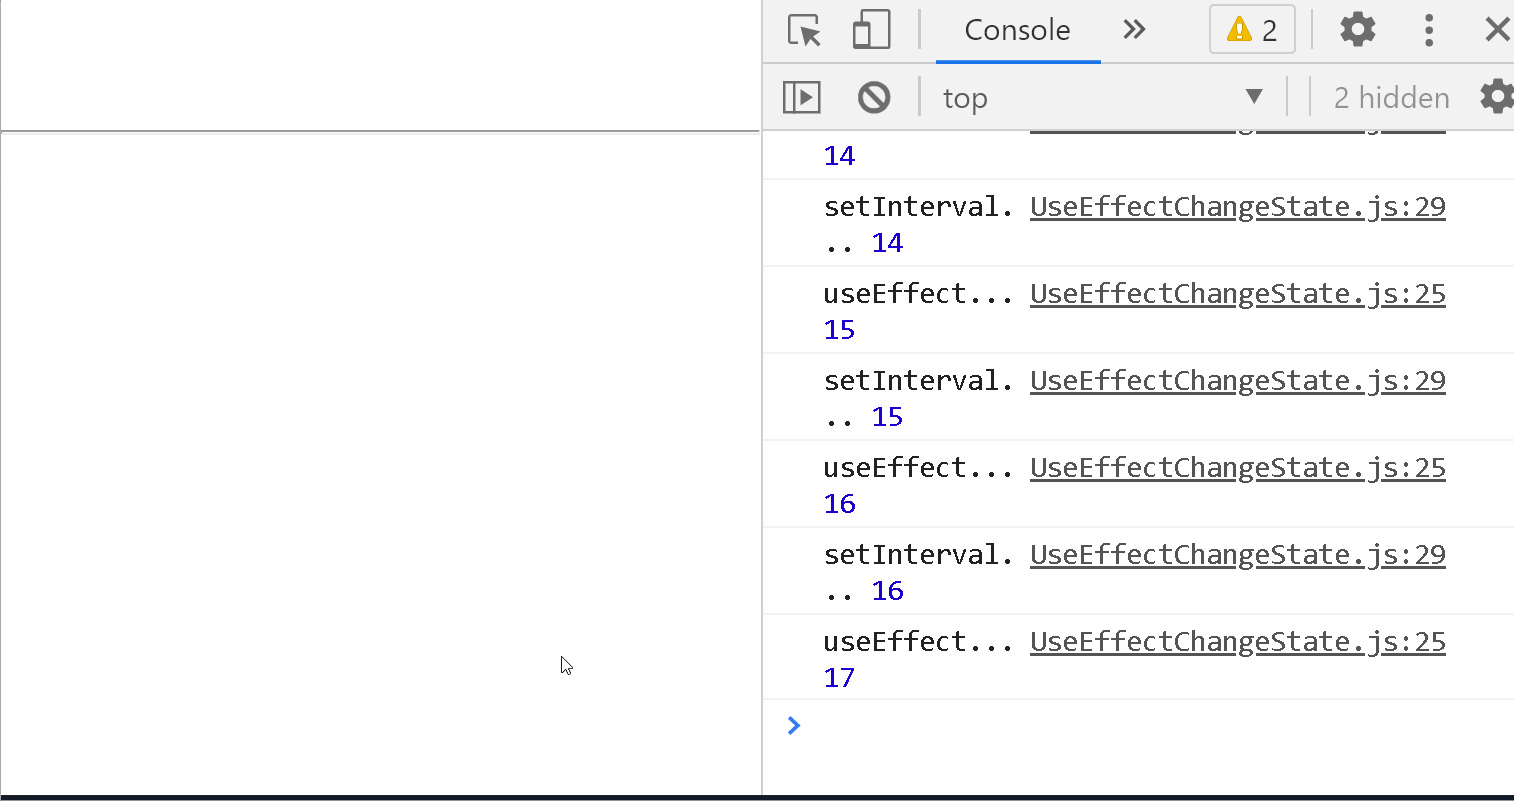 Console
2
top
2 hidden
14
setInterval. UseEffectChangeState.js:29
.. 14
useEffect... UseEffectChangeState.js:25
15
setInterval. UseEffectChangeState.js:29
.. 15
useEffect... UseEffectChangeState.js:25
16
setInterval. UseEffectChangeState.js:29
.. 16
useEffect... UseEffectChangeState.js:25
17